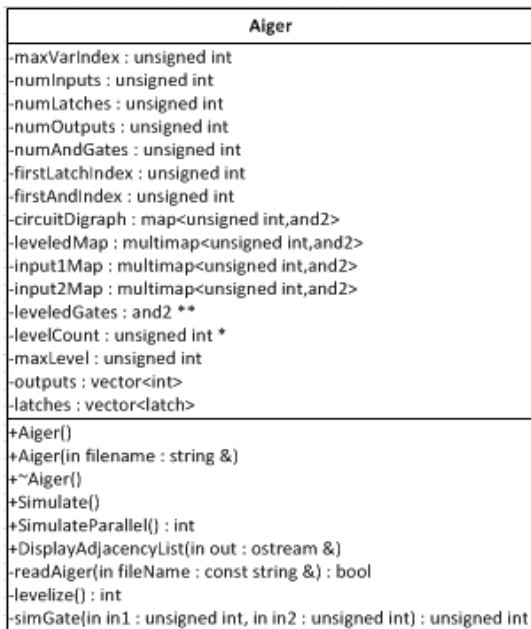 Aiger
-maxVarIndex : unsigned int
-numInputs : unsigned int
-numLatches : unsigned int
-numOutputs : unsigned int
-numAndGates : unsigned int
-firstLatchIndex : unsigned int
-firstAndIndex : unsigned int
-circuitDigraph : map<unsigned int,and2>
-leveledMap : multimap<unsigned int,and2>
-input1Map : multimap<unsigned int,and2>
-input2Map : multimap<unsigned int,and2>
-leveledGates : and2 **
-levelCount : unsigned int *
-maxLevel : unsigned int
-outputs : vector<int>
-latches : vector<latch>
+Aiger()
+Aiger(in filename : string &)
+~Aiger()
+Simulate()
+SimulateParallel() : int
+DisplayAdjacencyList(in out : ostream &)
-readAiger(in fileName : const string &) : bool
-levelize() : int
-simGate(in in1 : unsigned int, in in2 : unsigned int) : unsigned int